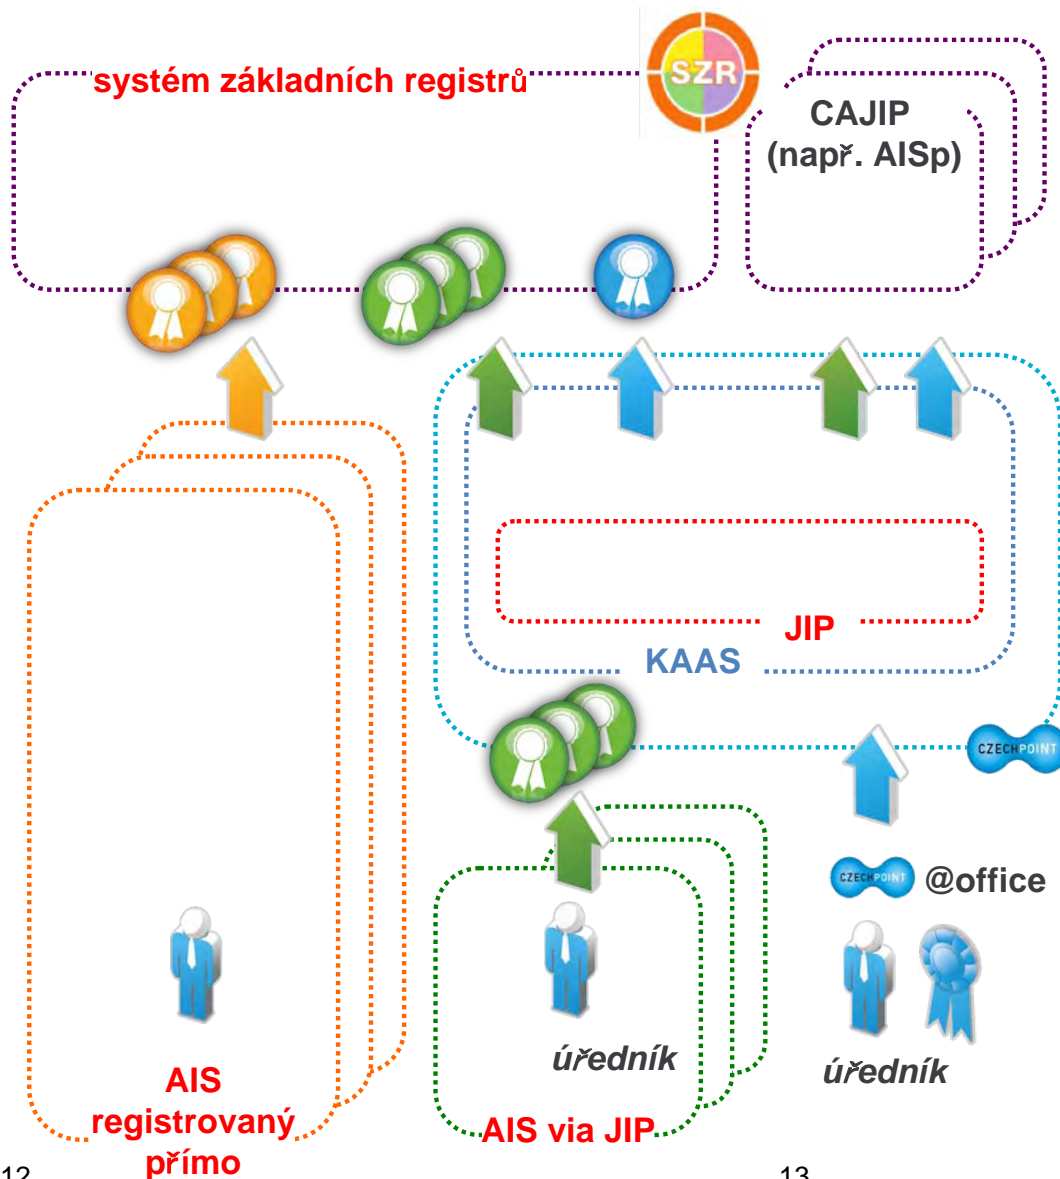 systém základních registrů
SZR
CAJIP
(např. AISp)
JIP
KAAS
CZECHPOINT
CZECHPOINT @office
úředník
úředník
AIS
registrovaný
přímo
AIS via JIP
12
13